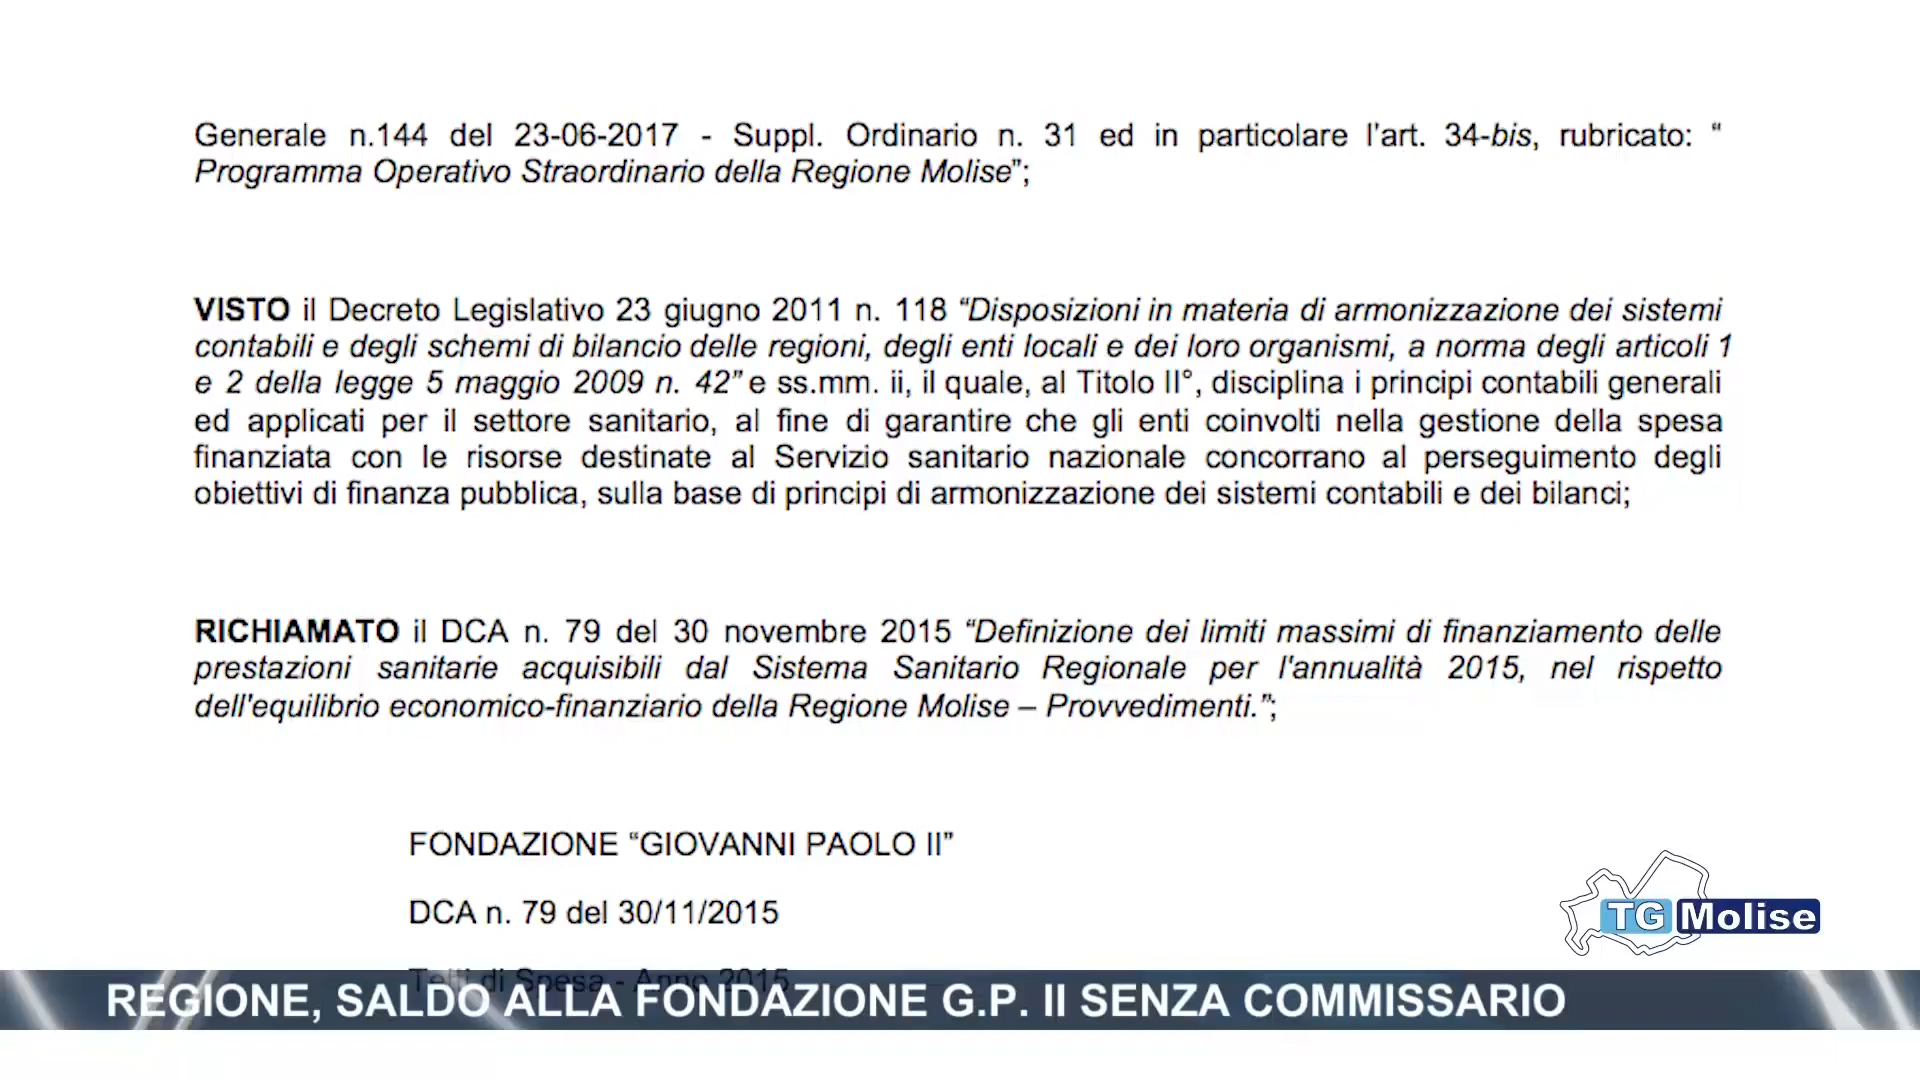 Generale n.144 del 23-06-2017 - Suppl. Ordinario n. 31 ed in particolare l'art. 34-bis, rubricato: “
Programma Operativo Straordinario della Regione Molise”;
VISTO il Decreto Legislativo 23 giugno 2011 n. 118 “Disposizioni in materia di armonizzazione dei sistemi
contabili e degli schemi di bilancio delle regioni, degli enti locali e dei loro organismi, a norma degli articoli 1
e 2 della legge 5 maggio 2009 n. 42” e ss.mm. ii, il quale, al Titolo II°, disciplina i principi contabili generali
ed applicati per il settore sanitario, al fine di garantire che gli enti coinvolti nella gestione della spesa
finanziata con le risorse destinate al Servizio sanitario nazionale concorrano al perseguimento degli
obiettivi di finanza pubblica, sulla base di principi di armonizzazione dei sistemi contabili e dei bilanci;
RICHIAMATO il DCA n. 79 del 30 novembre 2015 “Definizione dei limiti massimi di finanziamento delle
prestazioni sanitarie acquisibili dal Sistema Sanitario Regionale per l'annualità 2015, nel rispetto
dell'equilibrio economico-finanziario della Regione Molise – Provvedimenti.”;
FONDAZIONE “GIOVANNI PAOLO II”
DCA n. 79 del 30/11/2015
TG Molise
Tetti di Spesa - Anno 2015
REGIONE, SALDO ALLA FONDAZIONE G.P. II SENZA COMMISSARIO